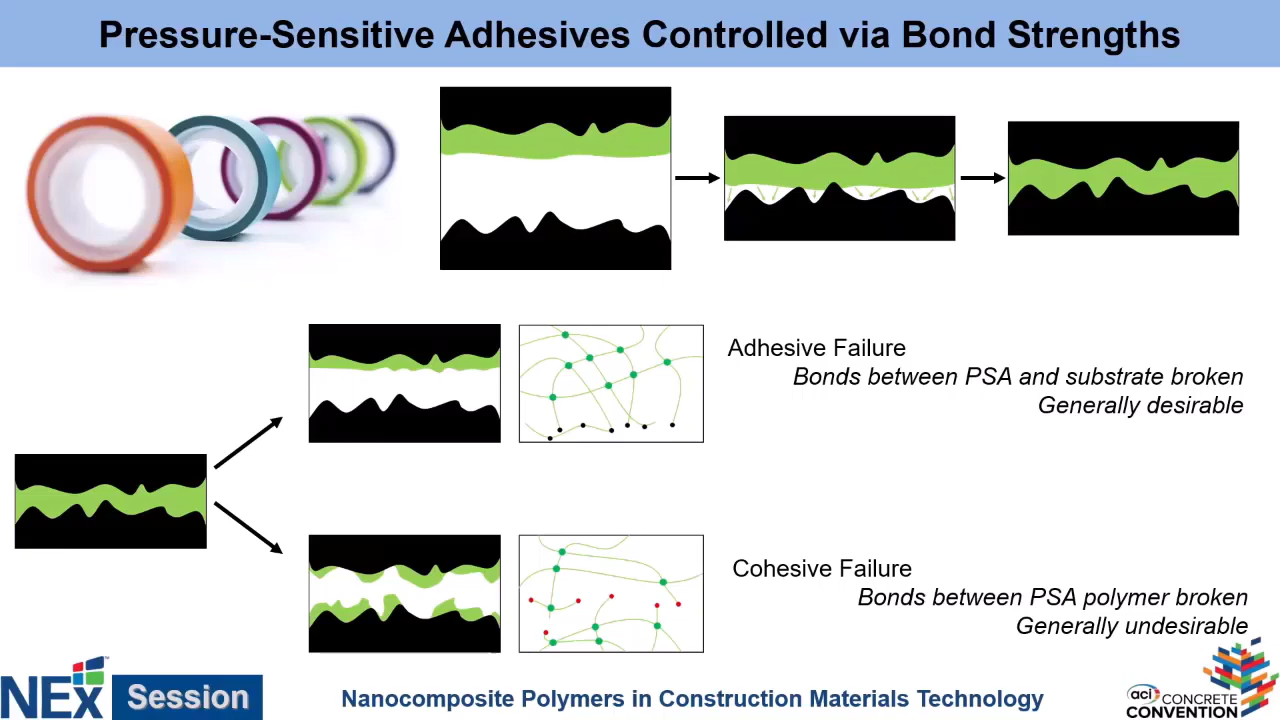 Pressure-Sensitive Adhesives Controlled via Bond Strengths
Adhesive Failure
Bonds between PSA and substrate broken
Generally desirable
Cohesive Failure
Bonds between PSA polymer broken
Generally undesirable
NEx Session
Nanocomposite Polymers in Construction Materials Technology
aci CONCRETE
CONVENTION